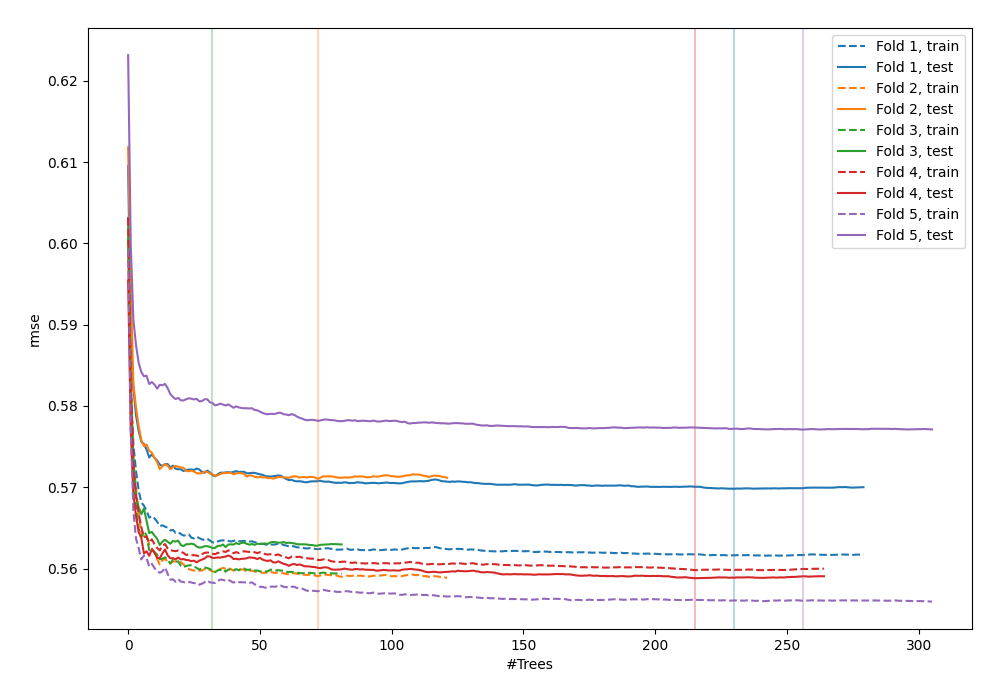 0.62
0.61
0.60
0.59
0.58
0.57
0.56
rmse
0
50
100
150
200
250
300
#Trees
Fold 1, train
Fold 1, test
Fold 2, train
Fold 2, test
Fold 3, train
Fold 3, test
Fold 4, train
Fold 4, test
Fold 5, train
Fold 5, test